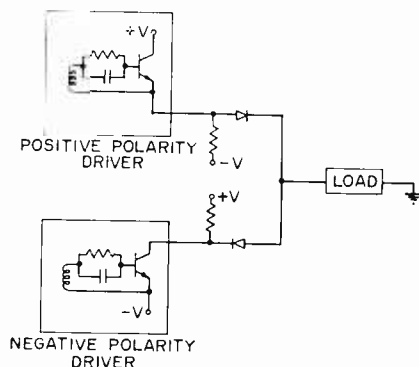 +V
POSITIVE POLARITY
DRIVER
-V
+V
LOAD
-V
NEGATIVE POLARITY
DRIVER